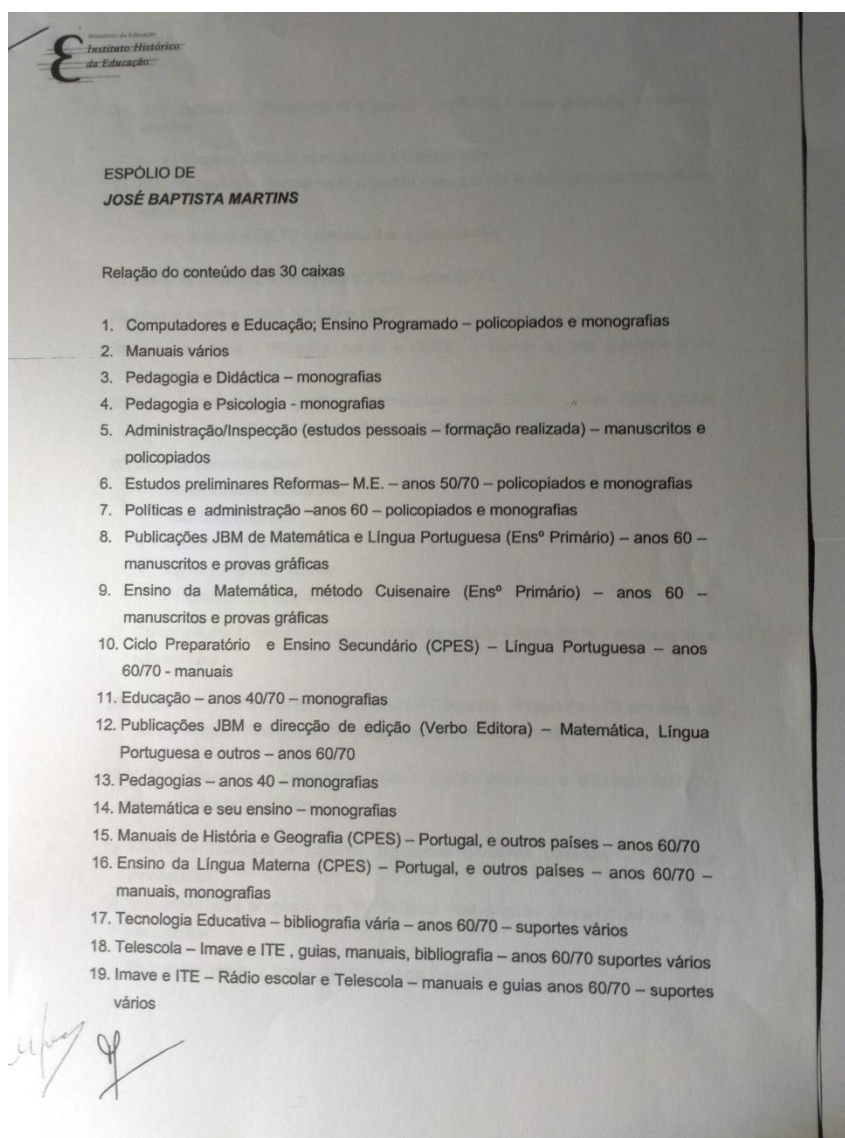 Ministério da Educação
Instituto Histórico
da Educação
ESPÓLIO DE
JOSÉ BAPTISTA MARTINS
Relação do conteúdo das 30 caixas
1. Computadores e Educação; Ensino Programado – policopiados e monografias
2. Manuais vários
3. Pedagogia e Didáctica – monografias
4. Pedagogia e Psicologia - monografias
5. Administração/Inspecção (estudos pessoais – formação realizada) – manuscritos e
policopiados
6. Estudos preliminares Reformas– M.E. – anos 50/70 – policopiados e monografias
7. Políticas e administração –anos 60 – policopiados e monografias
8. Publicações JBM de Matemática e Língua Portuguesa (Ensº Primário) – anos 60 –
manuscritos e provas gráficas
9. Ensino da Matemática, método Cuisenaire (Ensº Primário) – anos 60 –
manuscritos e provas gráficas
10. Ciclo Preparatório e Ensino Secundário (CPES) – Língua Portuguesa – anos
60/70 - manuais
11. Educação – anos 40/70 – monografias
12. Publicações JBM e direcção de edição (Verbo Editora) – Matemática, Língua
Portuguesa e outros – anos 60/70
13. Pedagogias – anos 40 – monografias
14. Matemática e seu ensino – monografias
15. Manuais de História e Geografia (CPES) – Portugal, e outros países – anos 60/70
16. Ensino da Língua Materna (CPES) – Portugal, e outros países – anos 60/70 –
manuais, monografias
17. Tecnologia Educativa – bibliografia vária – anos 60/70 – suportes vários
18. Telescola – Imave e ITE , guias, manuais, bibliografia – anos 60/70 suportes vários
19. Imave e ITE – Rádio escolar e Telescola – manuais e guias anos 60/70 – suportes
vários